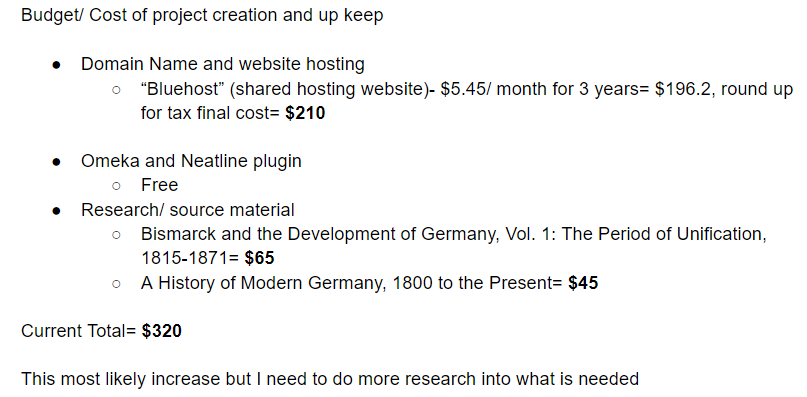 Budget/ Cost of project creation and up keep
● Domain Name and website hosting
○ “Bluehost” (shared hosting website)- $5.45/ month for 3 years= $196.2, round up
for tax final cost= $210
● Omeka and Neatline plugin
○ Free
● Research/ source material
○ Bismarck and the Development of Germany, Vol. 1: The Period of Unification,
1815-1871= $65
○ A History of Modern Germany, 1800 to the Present= $45
Current Total= $320
This most likely increase but I need to do more research into what is needed